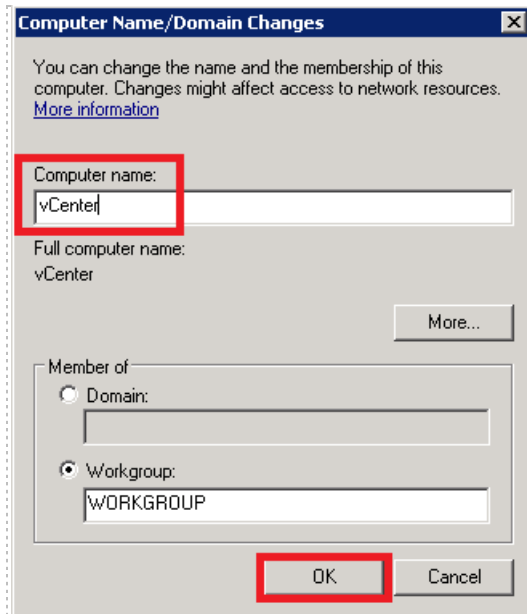 Computer Name/Domain Changes
You can change the name and the membership of this
computer. Changes might affect access to network resources.
More information
Computer name:
vCenter
Full computer name:
vCenter
More...
Member of
Domain:
Workgroup:
WORKGROUP
OK
Cancel